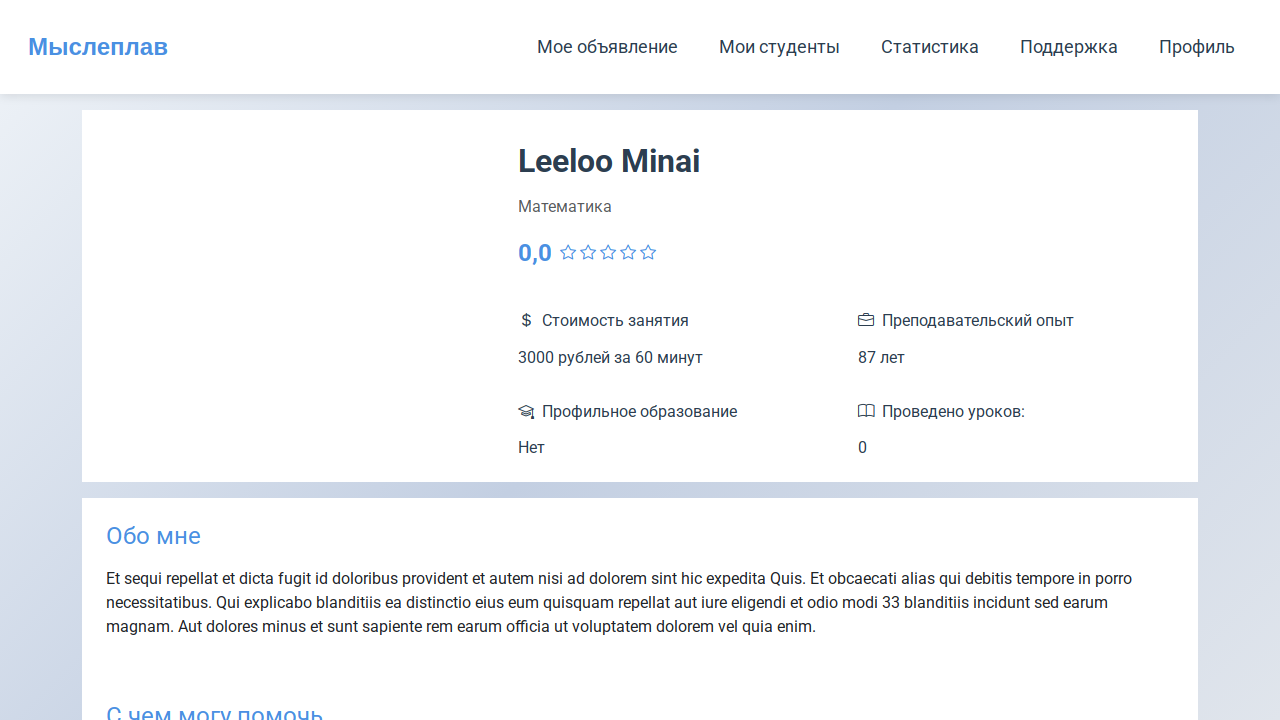 Мыслеплав
Мое объявление
Мои студенты
Статистика
Поддержка
Профиль
Leeloo Minai
Математика
0,0
Стоимость занятия
3000 рублей за 60 минут
Преподавательский опыт
87 лет
Профильное образование
Нет
Проведено уроков:
0
Обо мне
Et sequi repellat et dicta fugit id doloribus provident et autem nisi ad dolorem sint hic expedita Quis. Et obcaecati alias qui debitis tempore in porro
necessitatibus. Qui explicabo blanditiis ea distinctio eius eum quisquam repellat aut iure eligendi et odio modi 33 blanditiis incidunt sed earum
magnam. Aut dolores minus et sunt sapiente rem earum officia ut voluptatem dolorem vel quia enim.
С чем могу помочь